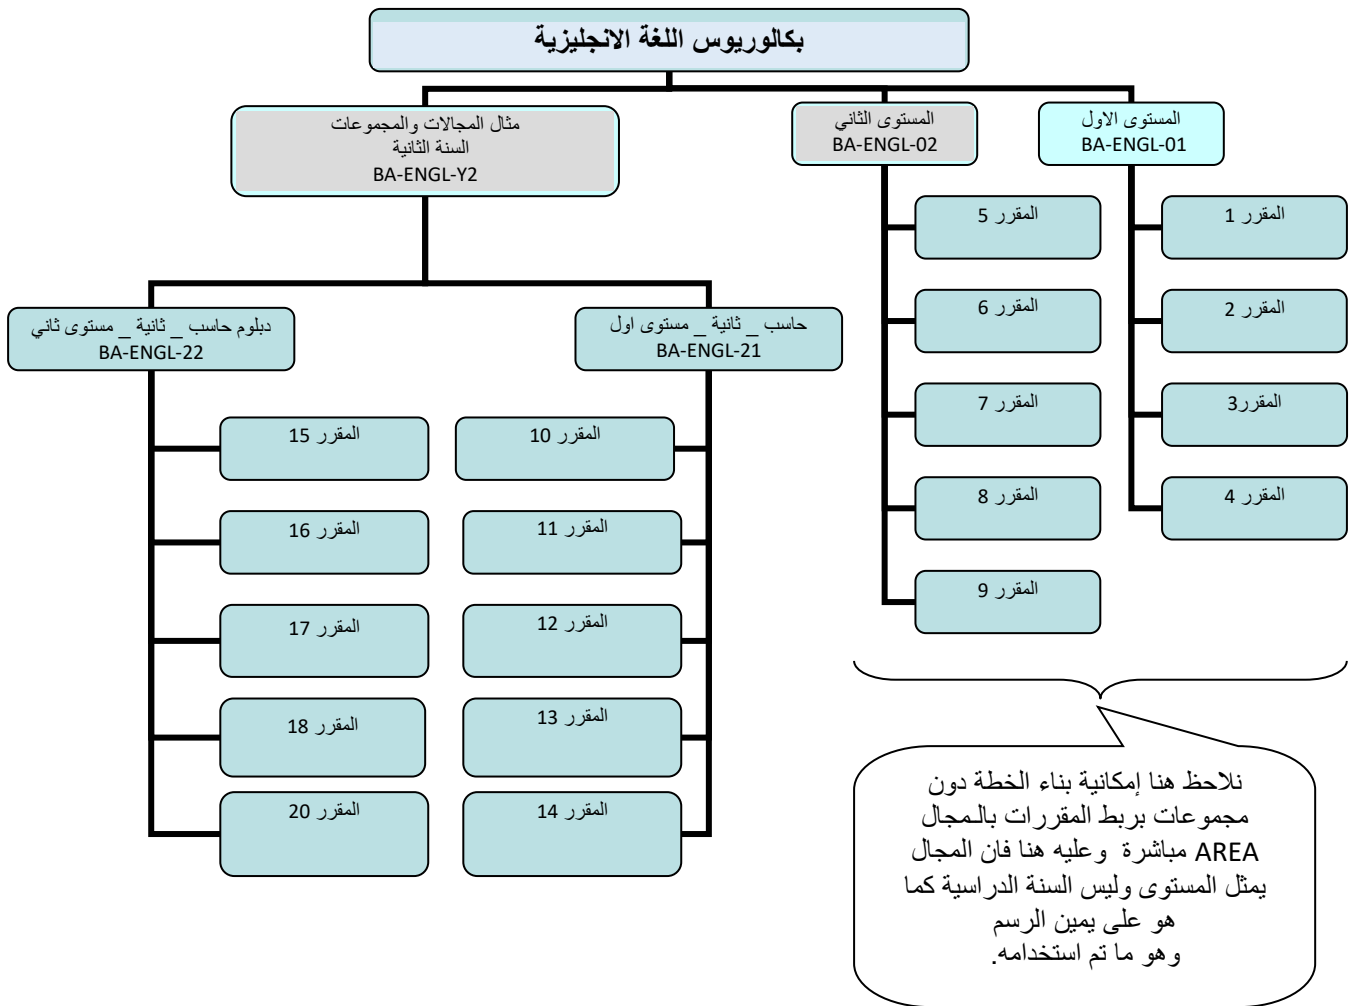 بكالوريوس اللغة الانجليزية
المستوى الاول
BA-ENGL-01
المستوى الثاني
BA-ENGL-02
مثال المجالات والمجموعات
السنة الثانية
BA-ENGL-Y2
المقرر 1
المقرر 2
المقرر3
المقرر 4
المقرر 5
المقرر 6
المقرر 7
المقرر 8
المقرر 9
حاسب _ ثانية _ مستوى اول
BA-ENGL-21
دبلوم حاسب _ ثانية _ مستوى ثاني
BA-ENGL-22
المقرر 10
المقرر 11
المقرر 12
المقرر 13
المقرر 14
المقرر 15
المقرر 16
المقرر 17
المقرر 18
المقرر 20
نلاحظ هنا إمكانية بناء الخطة دون
مجموعات بربط المقررات بالمجال
AREA مباشرة وعليه هنا فان المجال
يمثل المستوى وليس السنة الدراسية كما
هو على يمين الرسم
وهو ما تم استخدامه.